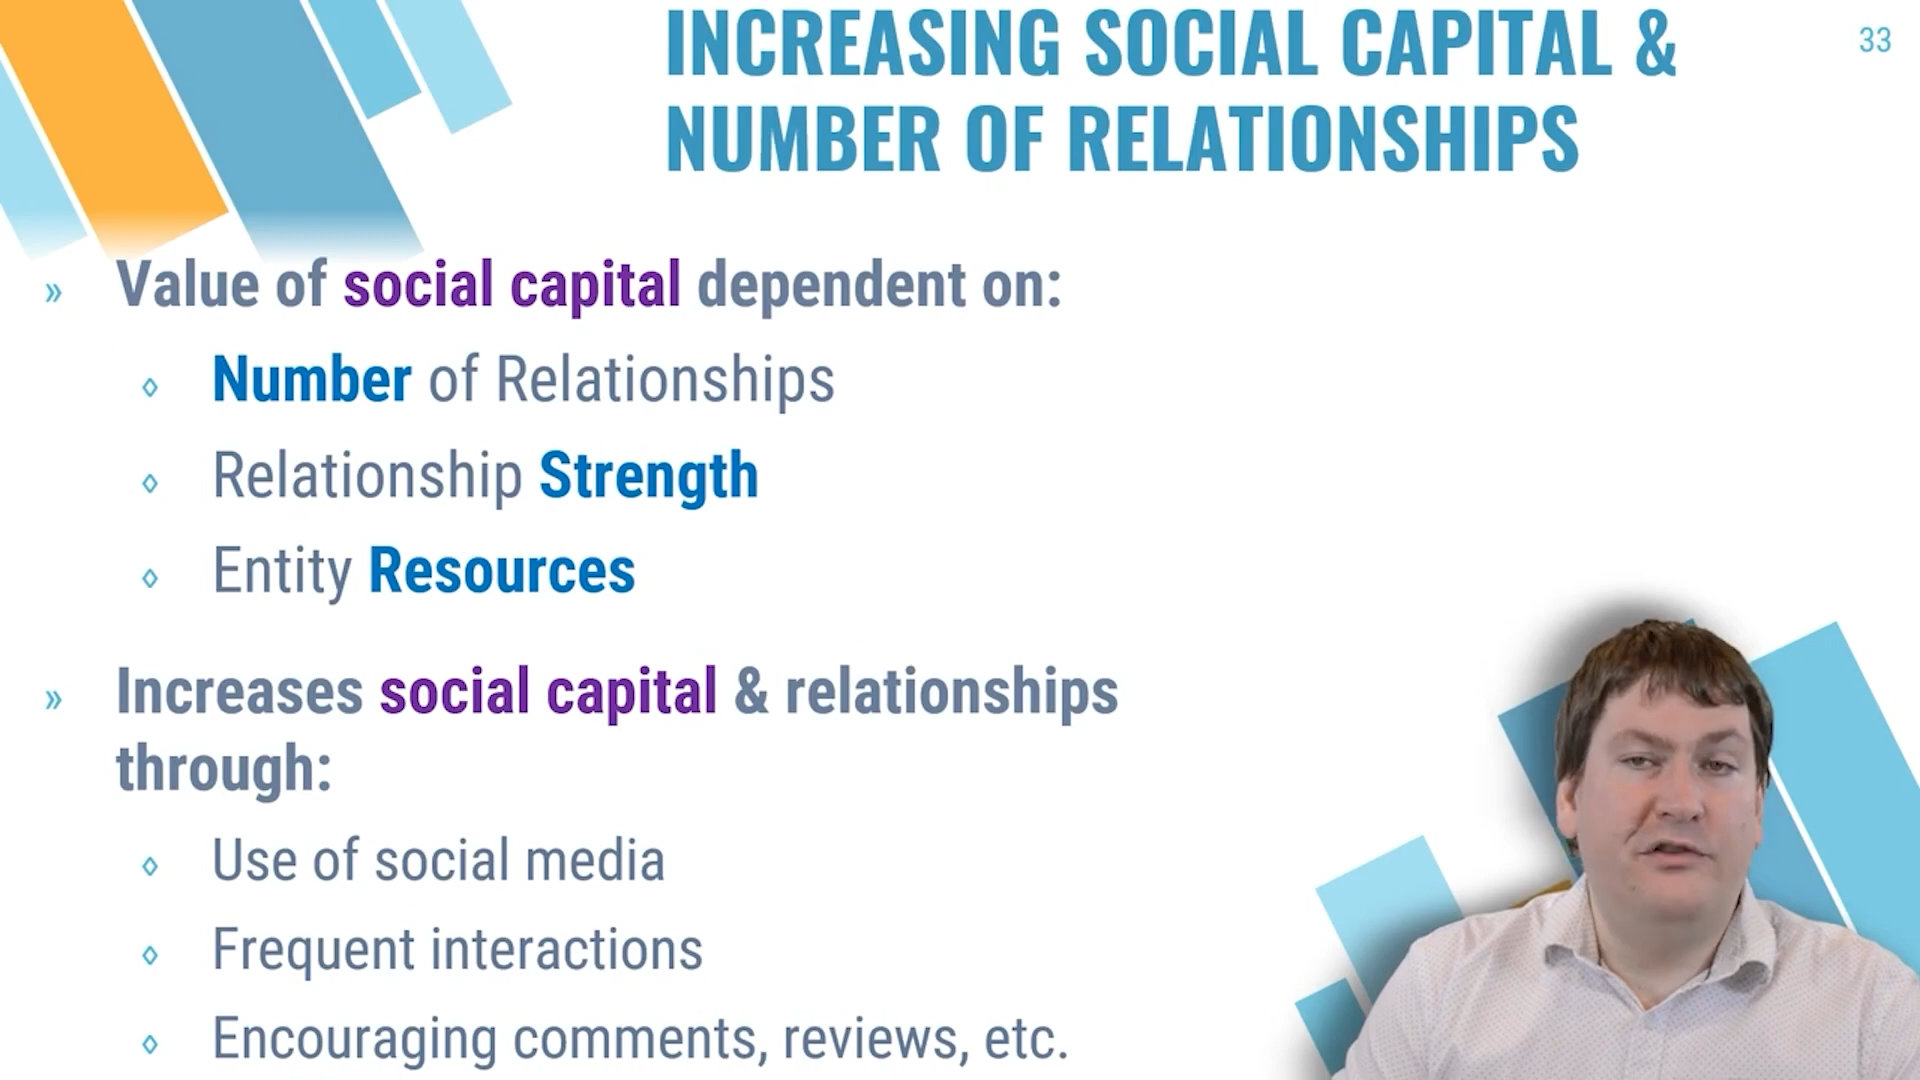 INCREASING SOCIAL CAPITAL &
NUMBER OF RELATIONSHIPS
33
» Value of social capital dependent on:
◊ Number of Relationships
◊ Relationship Strength
◊ Entity Resources
» Increases social capital & relationships
through:
◊ Use of social media
◊ Frequent interactions
◊ Encouraging comments, reviews, etc.